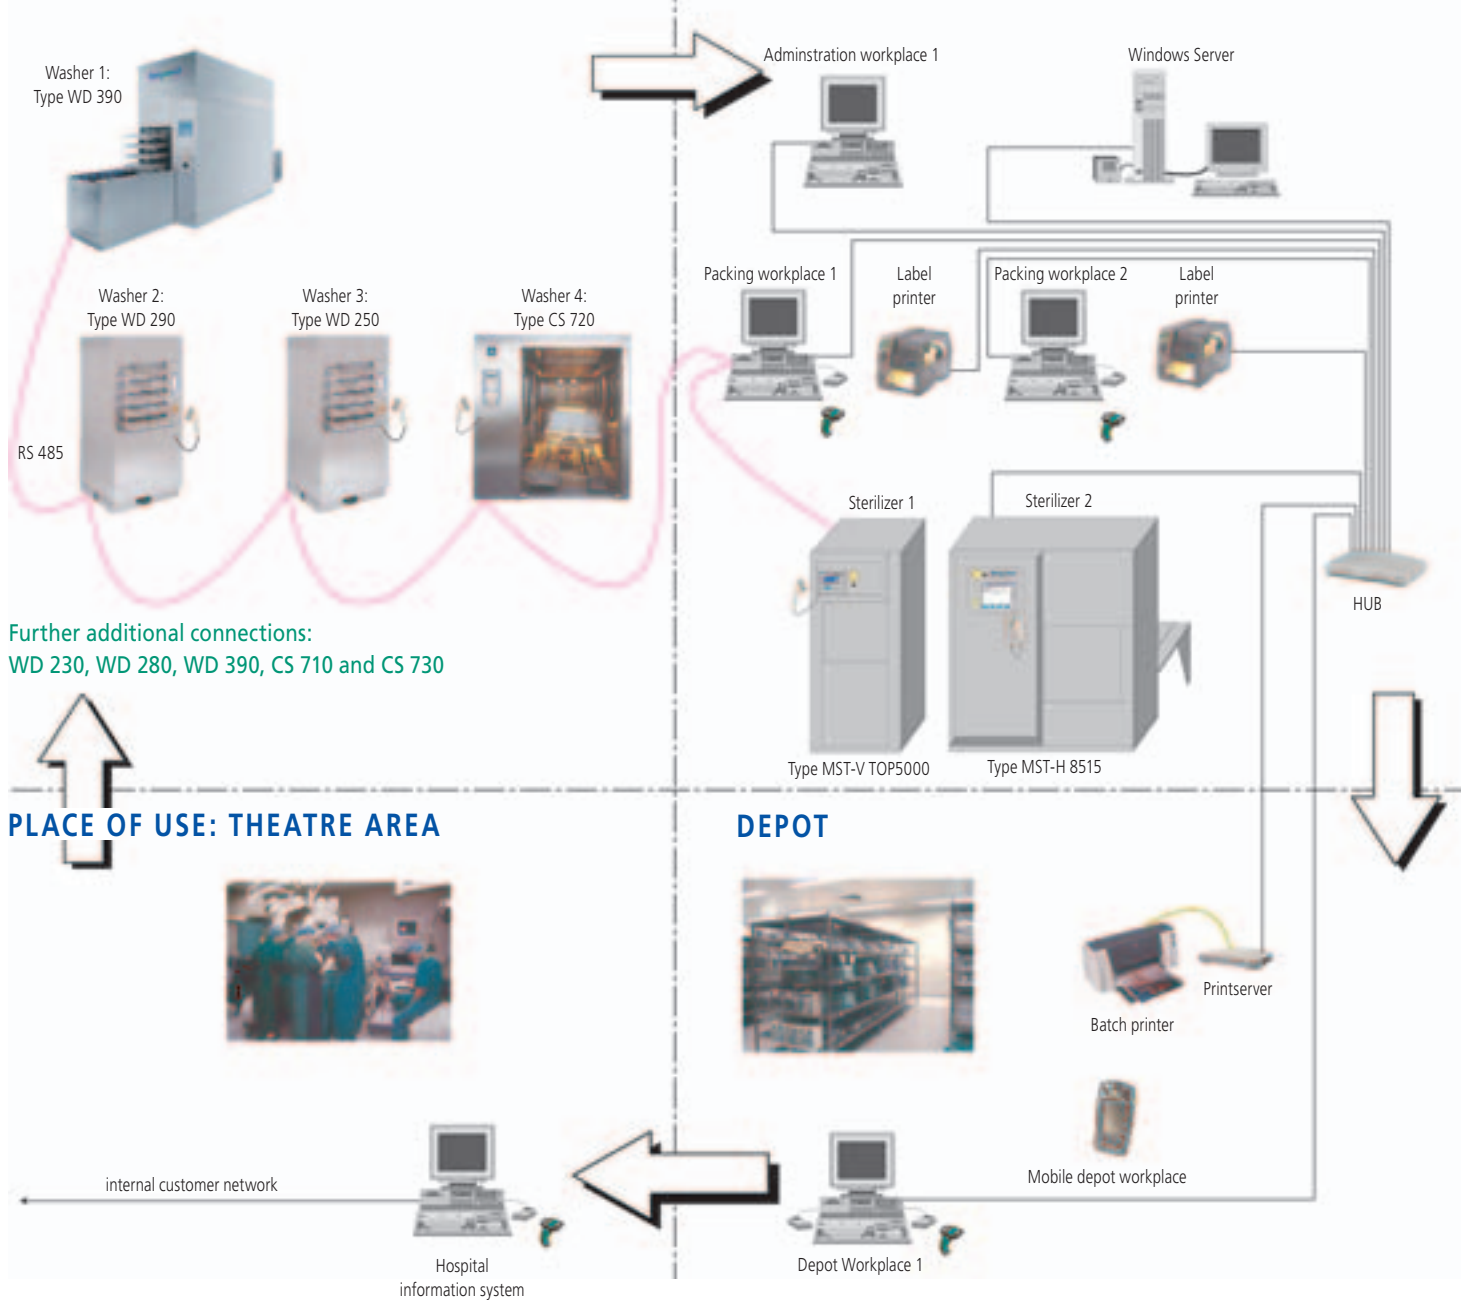 Adminstration workplace 1
Windows Server
Washer 1:
Type WD 390
Packing workplace 1
Label
printer
Packing workplace 2
Label
printer
Washer 2:
Type WD 290
Washer 3:
Type WD 250
Washer 4:
Type CS 720
RS 485
Sterilizer 1
Sterilizer 2
HUB
Further additional connections:
WD 230, WD 280, WD 390, CS 710 and CS 730
Type MST-V TOP5000
Type MST-H 8515
PLACE OF USE: THEATRE AREA
DEPOT
Printserver
Batch printer
Mobile depot workplace
internal customer network
Hospital
information system
Depot Workplace 1